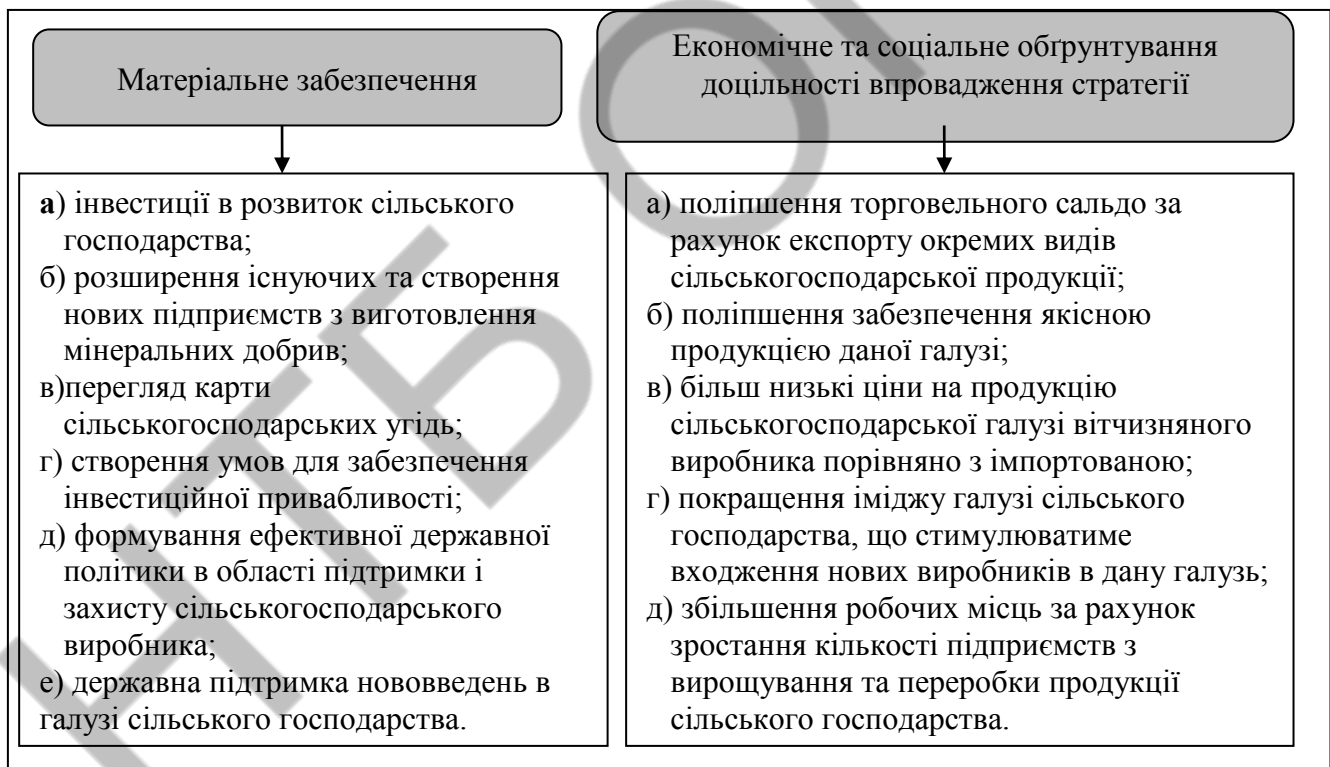 Матеріальне забезпечення
Економічне та соціальне обґрунтування
доцільності впровадження стратегії
а) інвестиції в розвиток сільського
господарства;
б) розширення існуючих та створення
нових підприємств з виготовлення
мінеральних добрив;
в)перегляд карти
сільськогосподарських угідь;
г) створення умов для забезпечення
інвестиційної привабливості;
д) формування ефективної державної
політики в області підтримки і
захисту сільськогосподарського
виробника;
е) державна підтримка нововведень в
галузі сільського господарства.
а) поліпшення торговельного сальдо за
рахунок експорту окремих видів
сільськогосподарської продукції;
б) поліпшення забезпечення якісною
продукцією даної галузі;
в) більш низькі ціни на продукцію
сільськогосподарської галузі вітчизняного
виробника порівняно з імпортованою;
г) покращення іміджу галузі сільського
господарства, що стимулюватиме
входження нових виробників в дану галузь;
д) збільшення робочих місць за рахунок
зростання кількості підприємств з
вирощування та переробки продукції
сільського господарства.